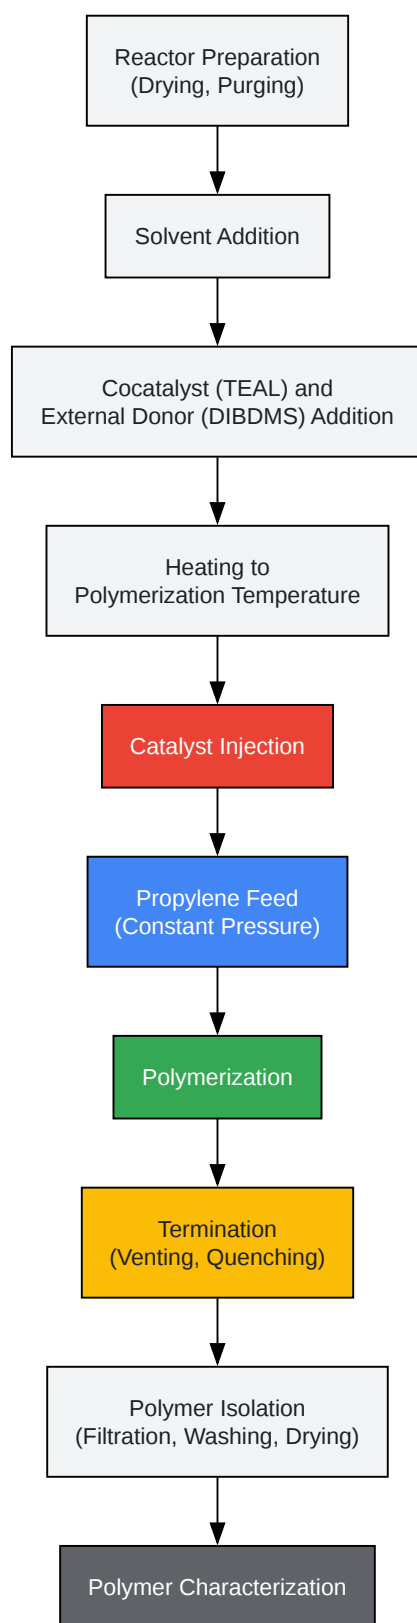 Reactor Preparation
(Drying, Purging)
Solvent Addition
Cocatalyst (TEAL) and
External Donor (DIBDMS) Addition
Heating to
Polymerization Temperature
Catalyst Injection
Propylene Feed
(Constant Pressure)
Polymerization
Termination
(Venting, Quenching)
Polymer Isolation
(Filtration, Washing, Drying)
Polymer Characterization